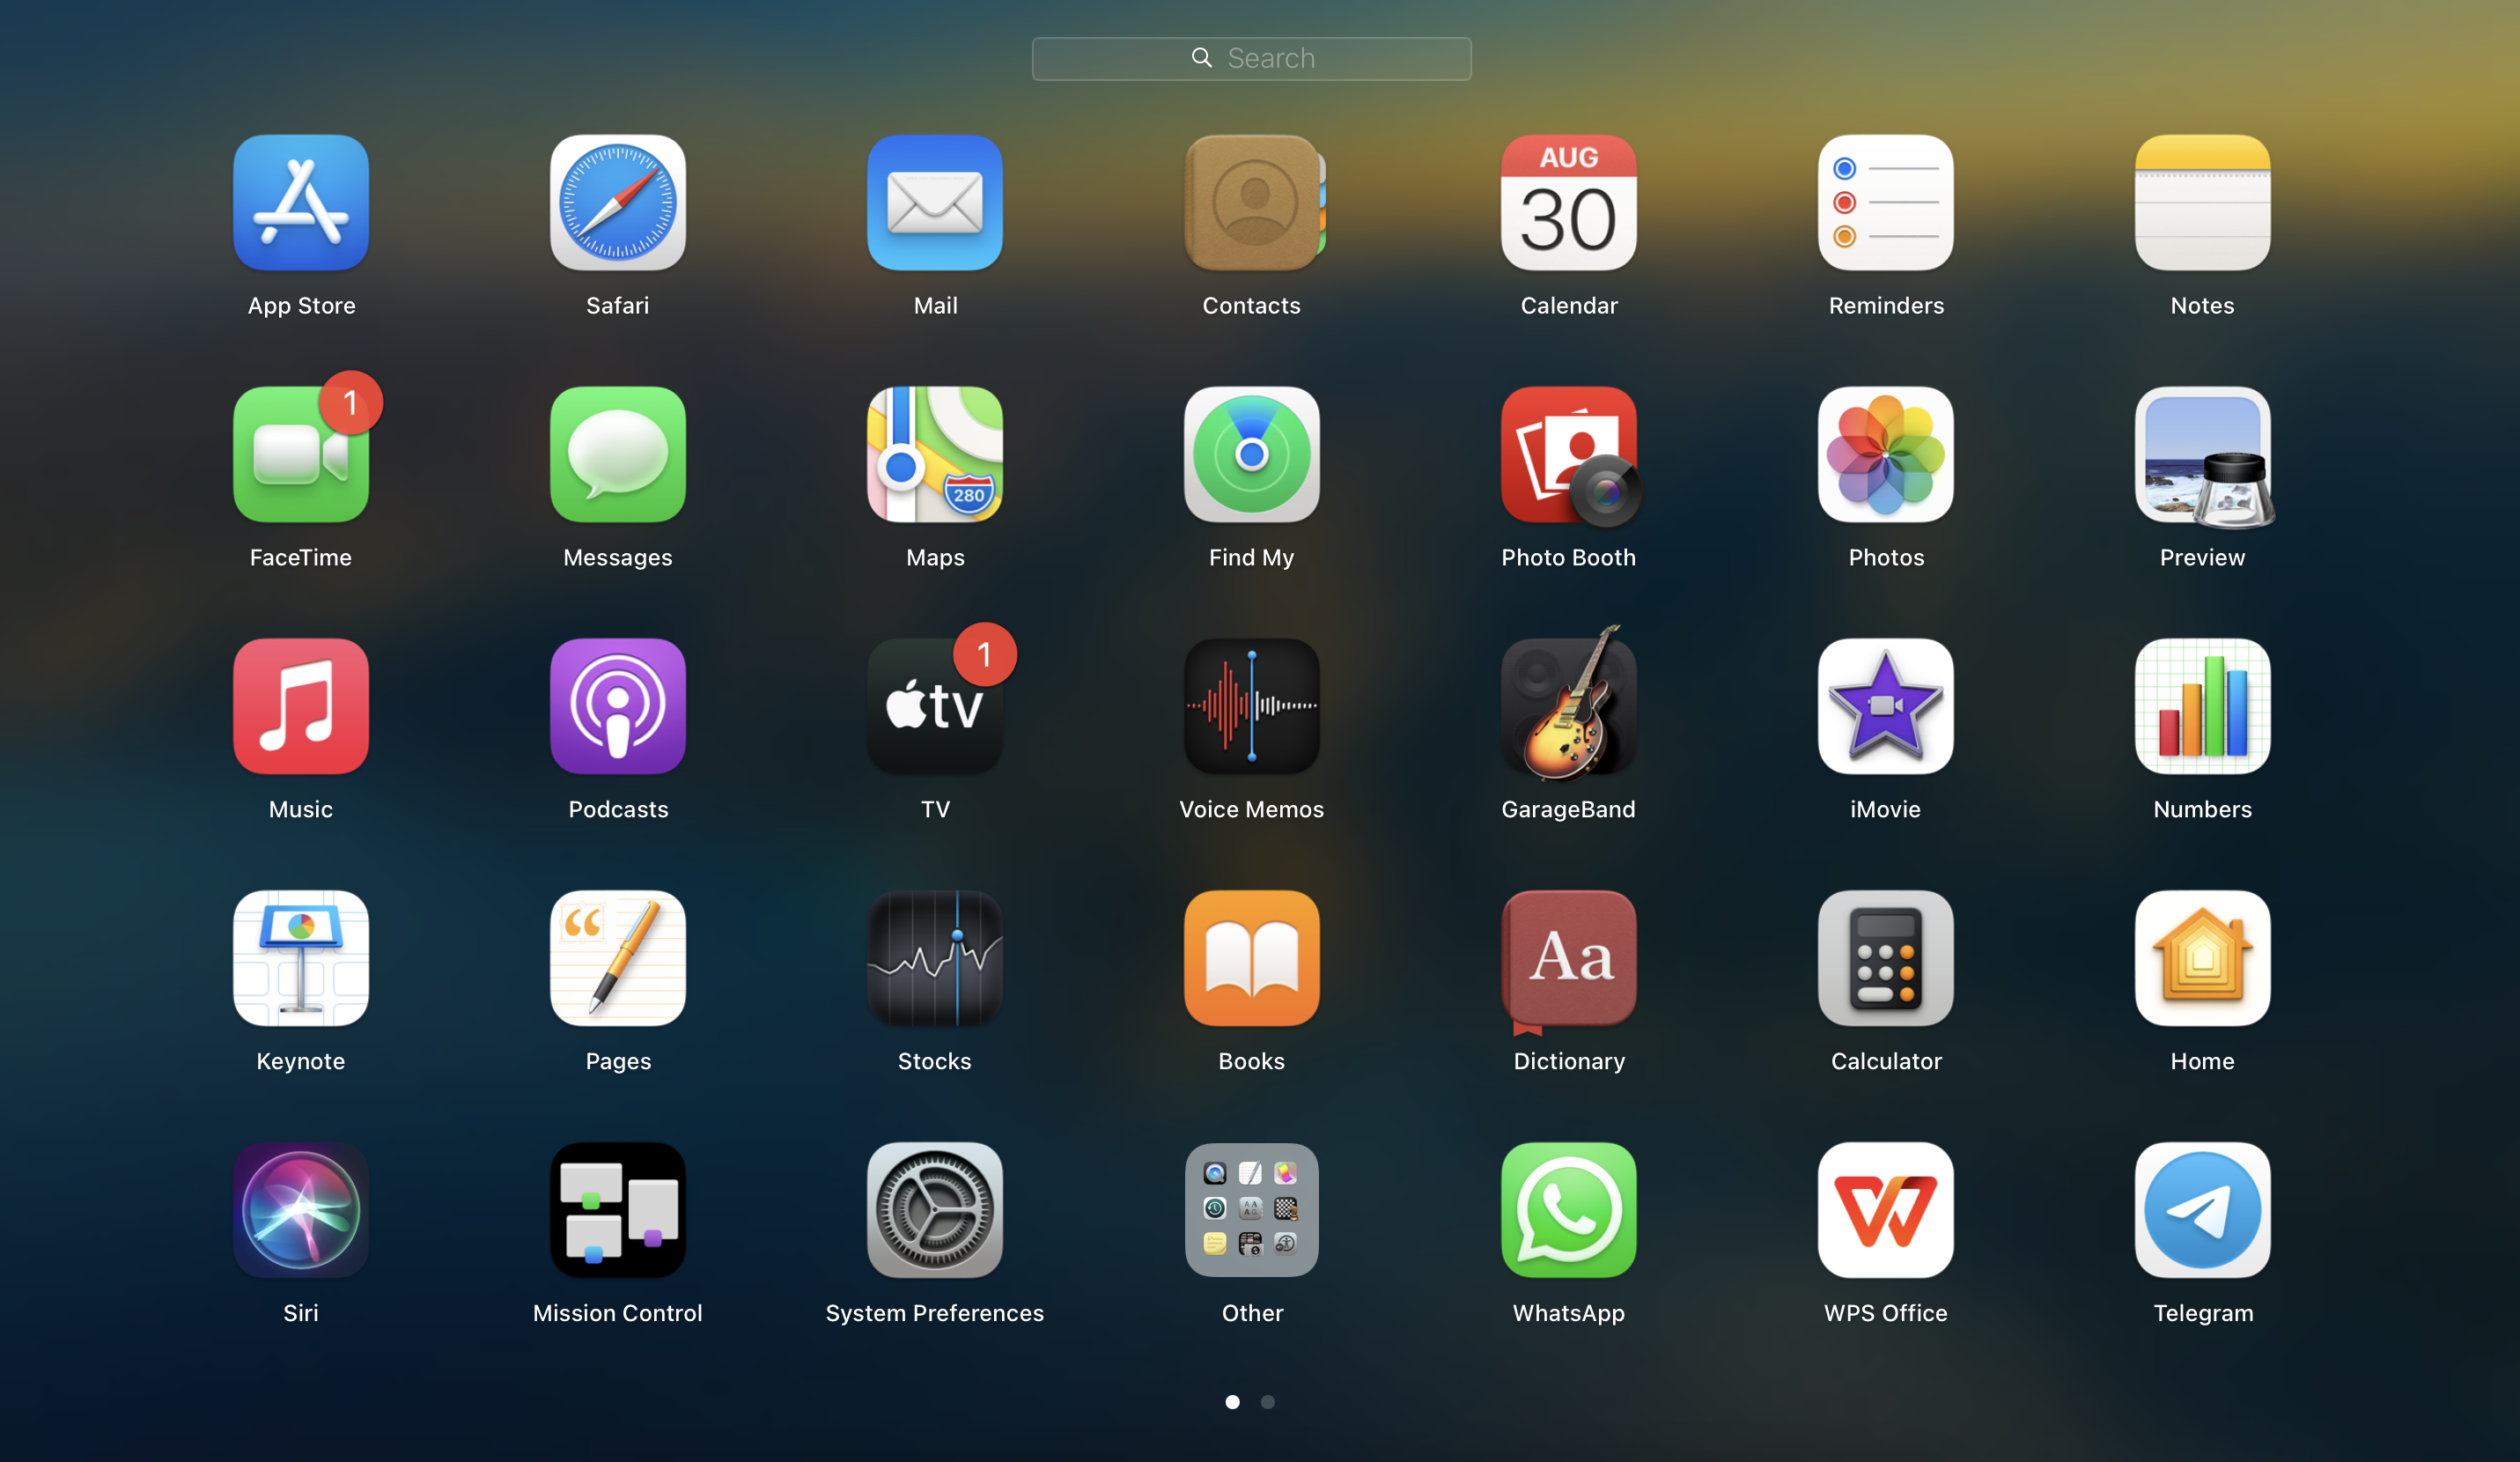 Search
AUG
30
App Store
Safari
Mail
Contacts
Calendar
Reminders
Notes
1
280
FaceTime
Messages
Maps
Find My
Photo Booth
Photos
Preview
1
tv
Music
Podcasts
TV
Voice Memos
GarageBand
iMovie
Numbers
“
Aa
Keynote
Pages
Stocks
Books
Dictionary
Calculator
Home
W
Siri
Mission Control
System Preferences
Other
WhatsApp
WPS Office
Telegram